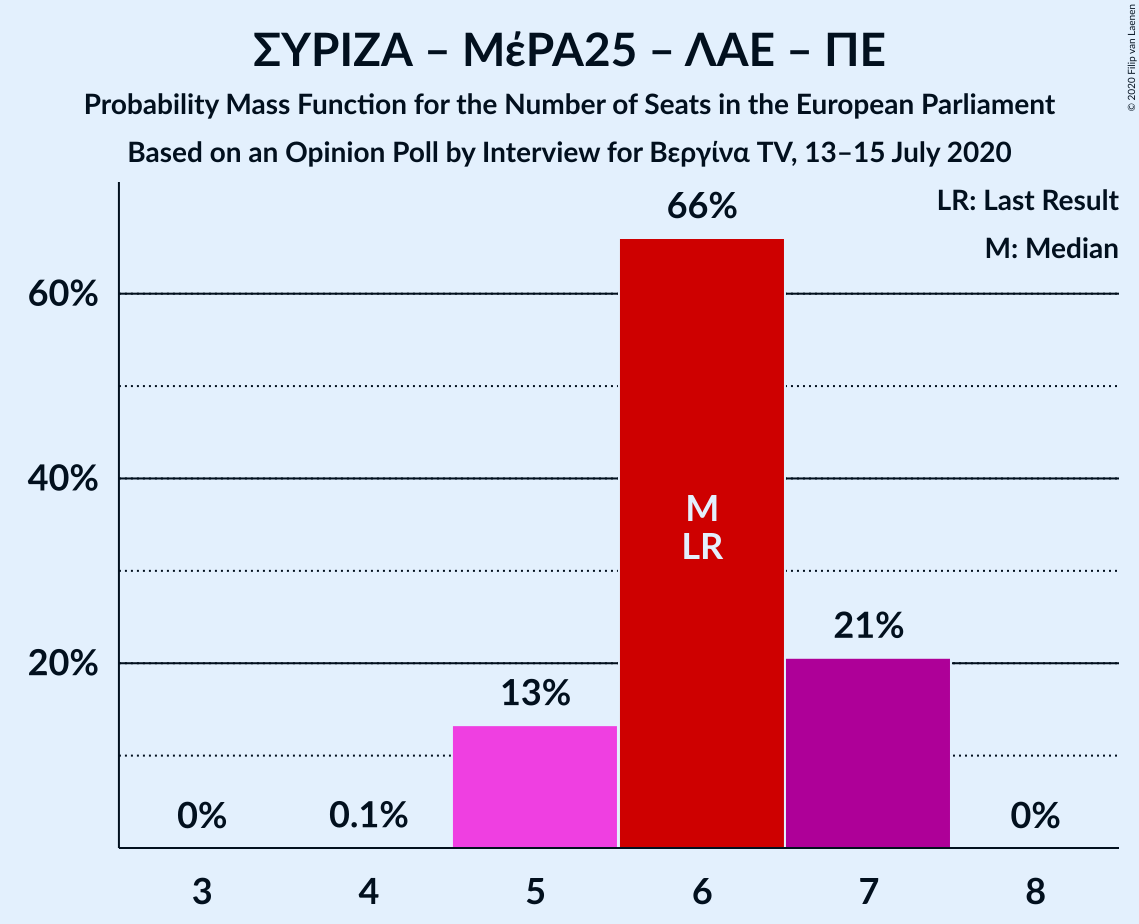 ΣΥΡΙΖΑ – ΜέΡΑ25 – ΛΑΕ – ΠΕ
Probability Mass Function for the Number of Seats in the European Parliament
Based on an Opinion Poll by Interview for Βεργίνα TV, 13–15 July 2020
© 2020 Filip van Laenen
LR: Last Result
M: Median
66%
60%
40%
M
LR
21%
20%
13%
0%
0.1%
0%
3
4
5
6
7
8